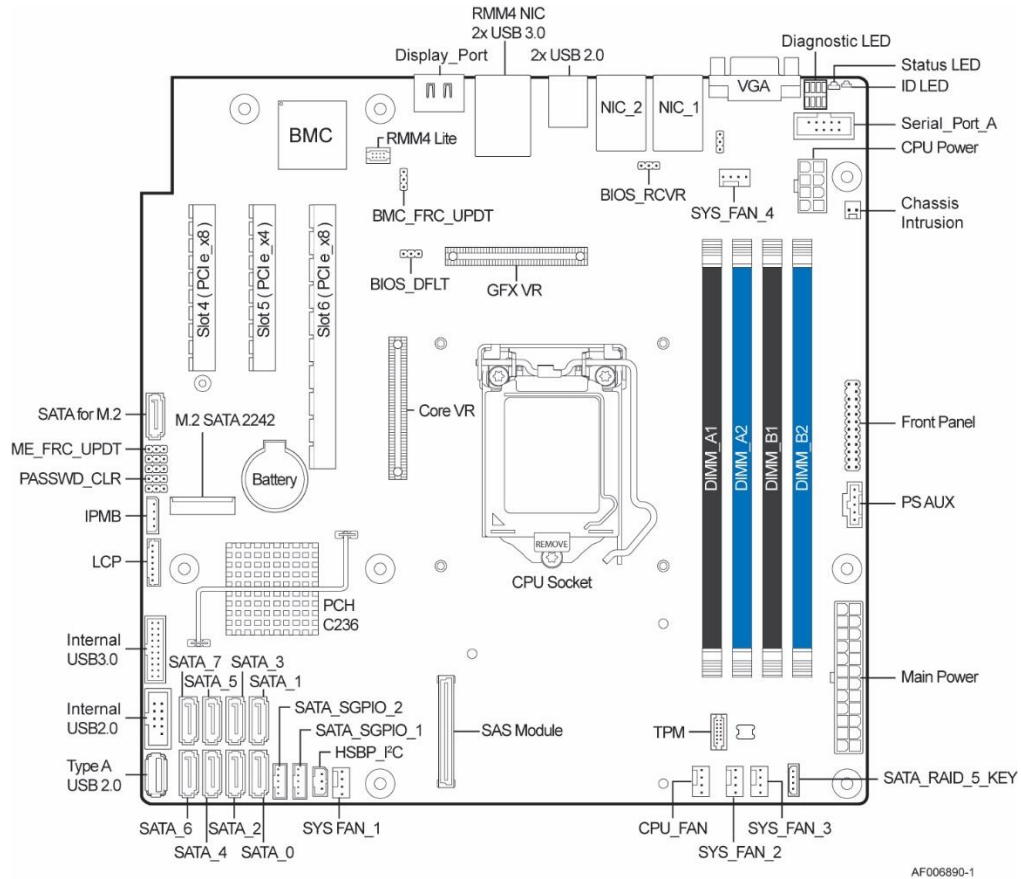 RMM4 NIC
2x USB 3.0
Display_Port
2x USB 2.0
Diagnostic LED
Status LED
ID LED
VGA
BMC
NIC_2
NIC_1
Serial_Port_A
RMM4 Lite
CPU Power
BIOS_RCVR
BMC_FRC_UPDT
SYS_FAN_4
Chassis
Intrusion
Slot 4 ( PCI e_x8)
Slot 5 ( PCI e_x4)
Slot 6 ( PCI e_x8)
BIOS_DFLT
GFX VR
SATA for M.2
M.2 SATA 2242
Core VR
DIMM_A1
DIMM_A2
DIMM_B1
DIMM_B2
Front Panel
ME_FRC_UPDT
PASSWD_CLR
Battery
IPMB
PS AUX
LCP
REMOVE
CPU Socket
PCH
C236
Internal
USB3.0
SATA_7
SATA_3
SATA_5
SATA_1
Main Power
Internal
USB2.0
SATA_SGPIO_2
SATA_SGPIO_1
HSBP_I²C
SAS Module
TPM
Type A
USB 2.0
SATA_RAID_5_KEY
SATA_6
SATA_2
SYS FAN_1
CPU_FAN
SYS_FAN_3
SATA_4
SATA_0
SYS_FAN_2
AF006890-1